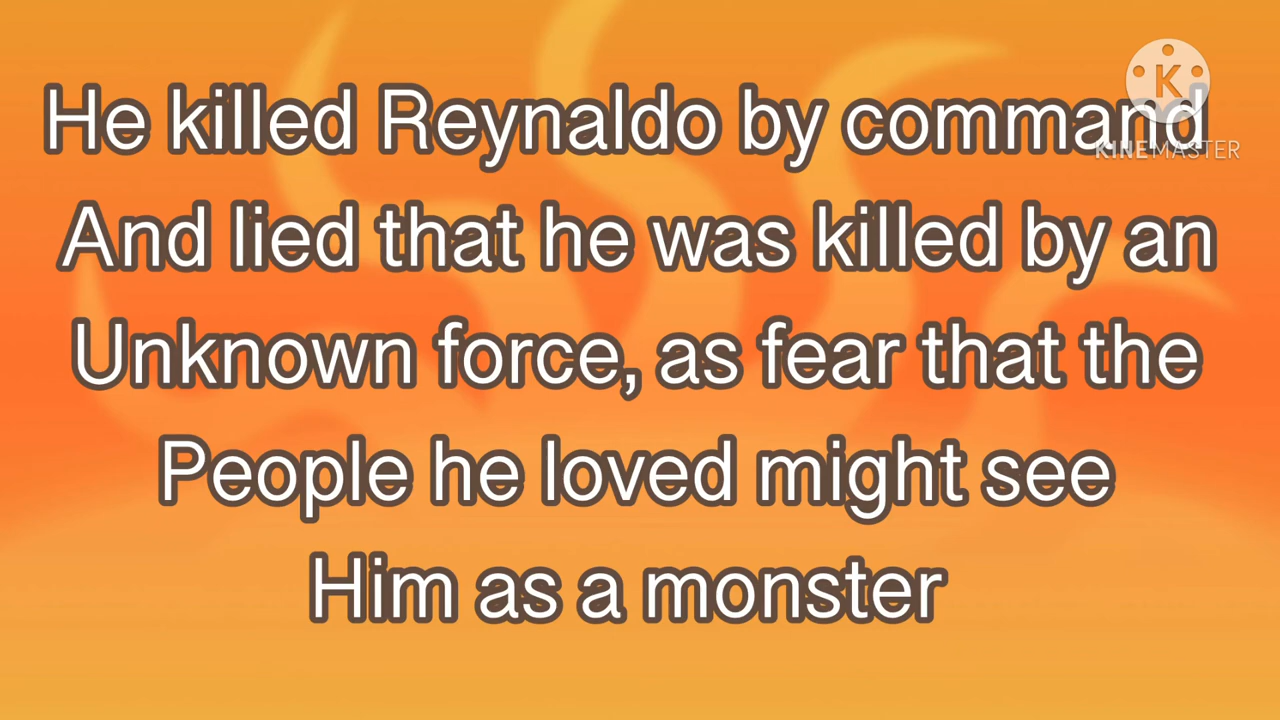 He killed Reynaldo by command
KINEMASTER
And lied that he was killed by an
Unknown force, as fear that the
People he loved might see
Him as a monster